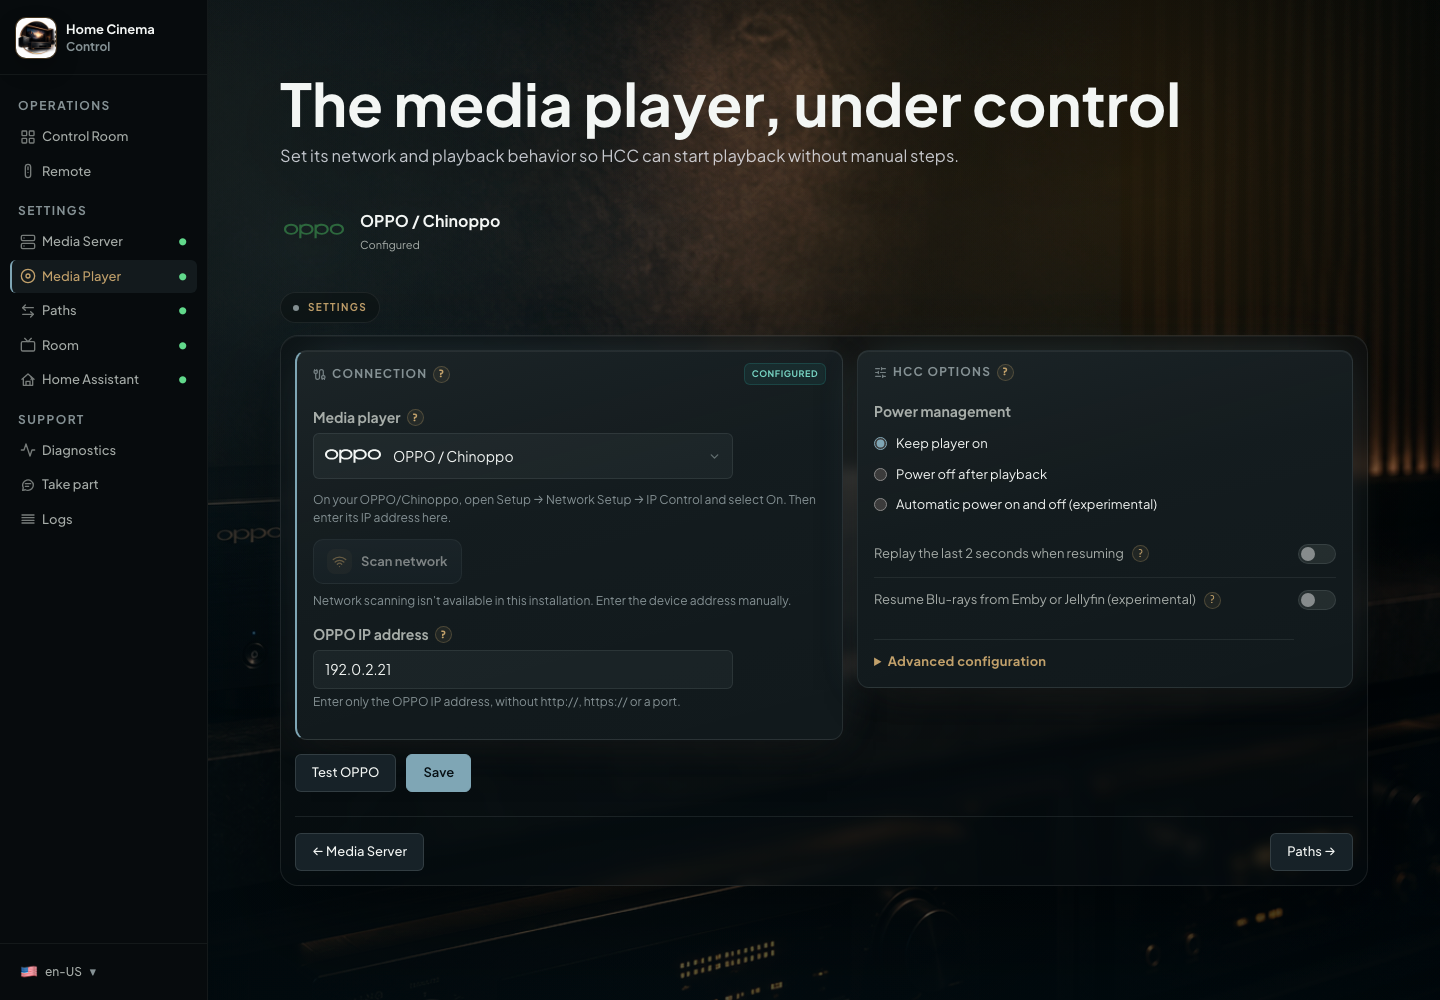 Home Cinema
Control
OPERATIONS
Control Room
Remote
SETTINGS
Media Server
Media Player
Paths
Room
Home Assistant
SUPPORT
Diagnostics
Take part
Logs
en-US
The media player, under control
Set its network and playback behavior so HCC can start playback without manual steps.
oppo
OPPO / Chinoppo
Configured
SETTINGS
CONNECTION ?
CONFIGURED
Media player ?
oppo OPPO / Chinoppo
On your OPPO/Chinoppo, open Setup → Network Setup → IP Control and select On. Then
enter its IP address here.
Scan network
Network scanning isn't available in this installation. Enter the device address manually.
OPPO IP address ?
192.0.2.21
Enter only the OPPO IP address, without http://, https:// or a port.
HCC OPTIONS ?
Power management
Keep player on
Power off after playback
Automatic power on and off (experimental)
Replay the last 2 seconds when resuming ?
Resume Blu-rays from Emby or Jellyfin (experimental) ?
Advanced configuration
Test OPPO
Save
← Media Server
Paths →
oppo